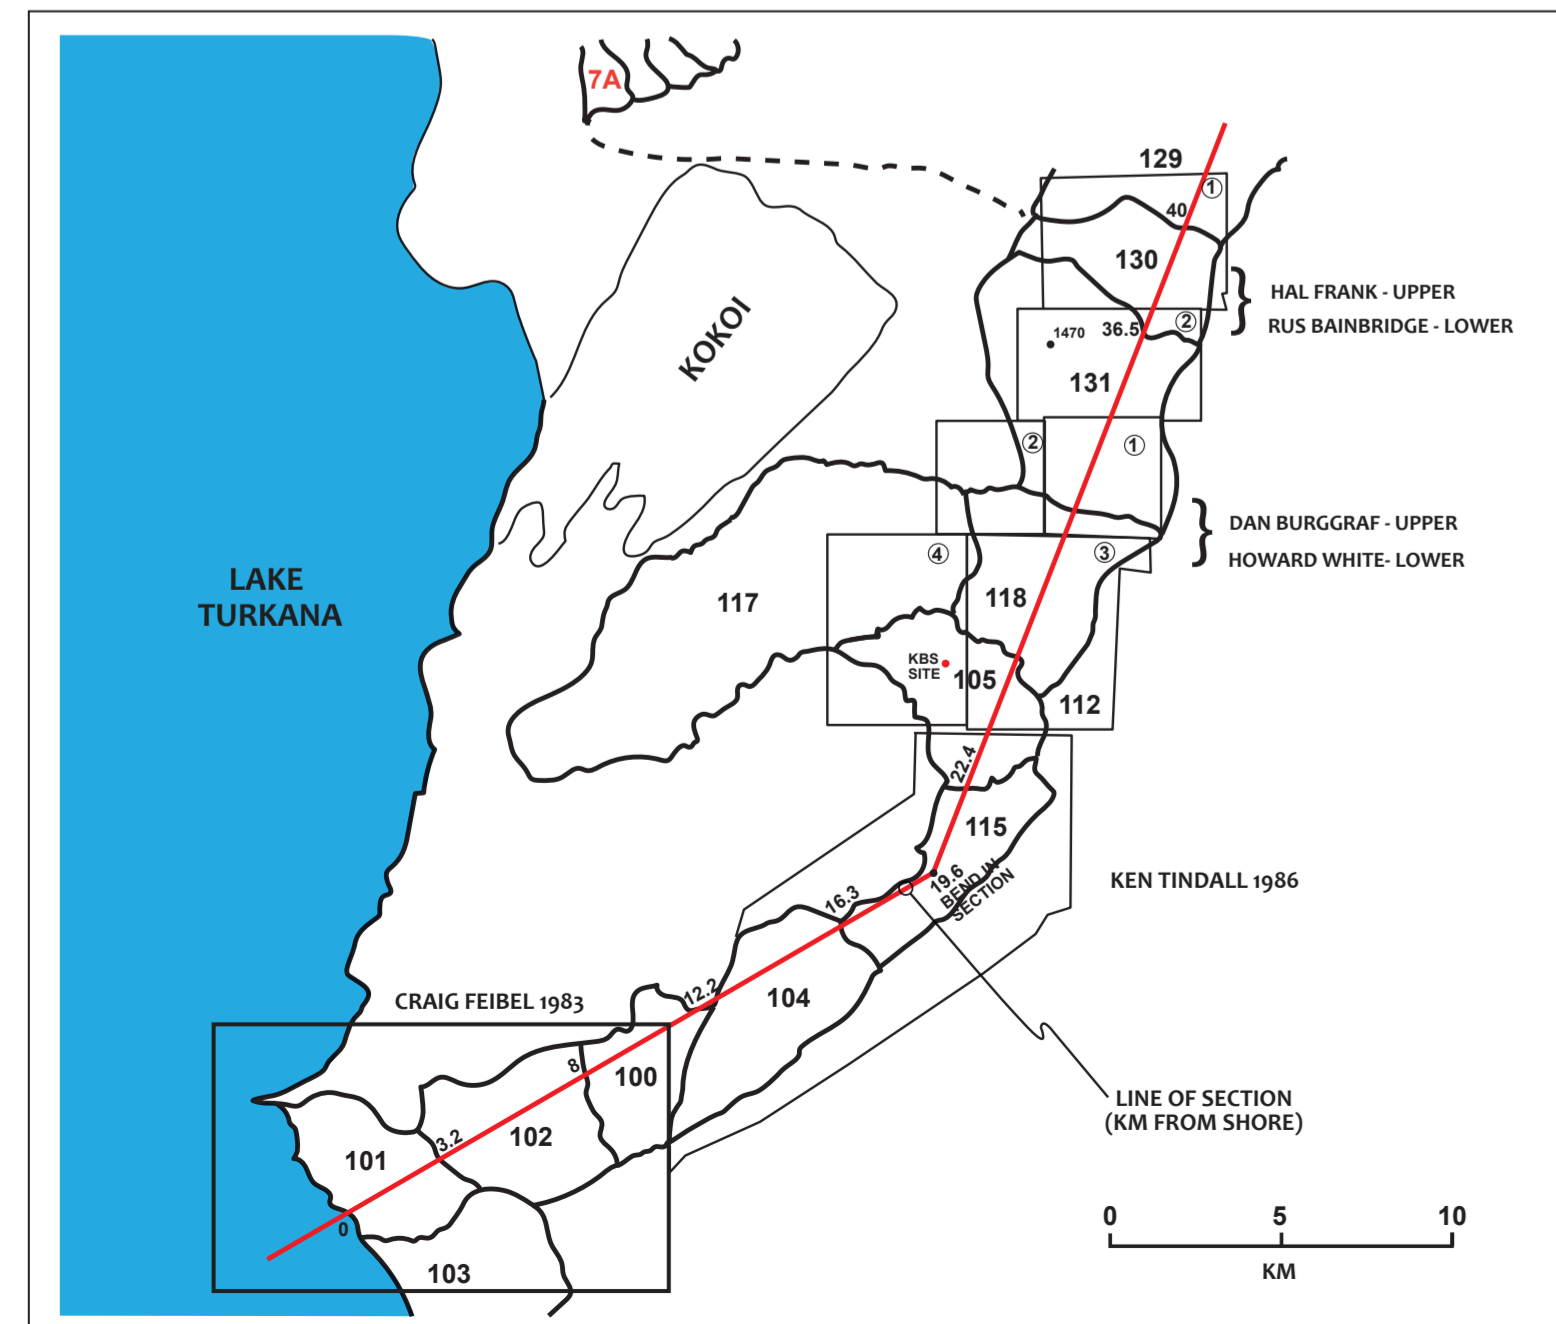 7A
129
①
40
130
HAL FRANK - UPPER
RUS BAINBRIDGE - LOWER
②
1470
36.5
131
KOKOI
②
①
DAN BURGGRAF - UPPER
HOWARD WHITE- LOWER
④
③
LAKE
TURKANA
117
118
KBS
SITE
105
112
22.4
115
19.6
BEND IN
SECTION
KEN TINDALL 1986
16.3
12.2
104
CRAIG FEIBEL 1983
8
100
LINE OF SECTION
(KM FROM SHORE)
3.2
102
101
0
103
0 5 10
KM